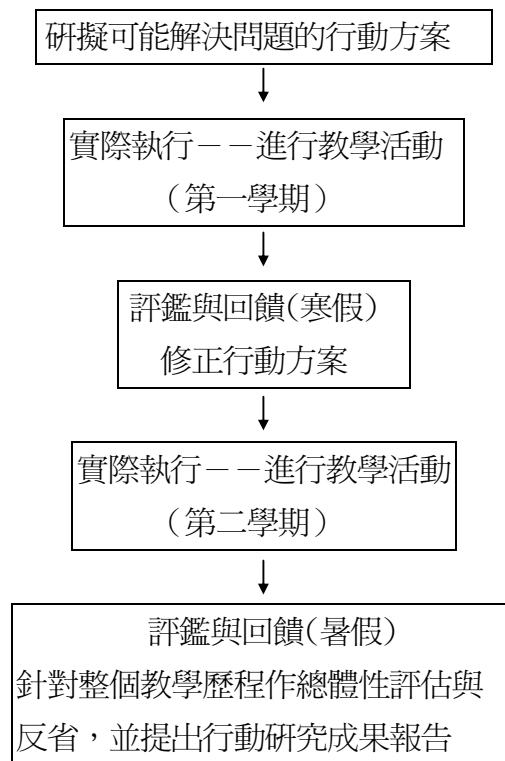 研擬可能解決問題的行動方案
實際執行－－進行教學活動
（第一學期）
評鑑與回饋(寒假)
修正行動方案
實際執行－－進行教學活動
（第二學期）
評鑑與回饋(暑假)
針對整個教學歷程作總體性評估與
反省，並提出行動研究成果報告